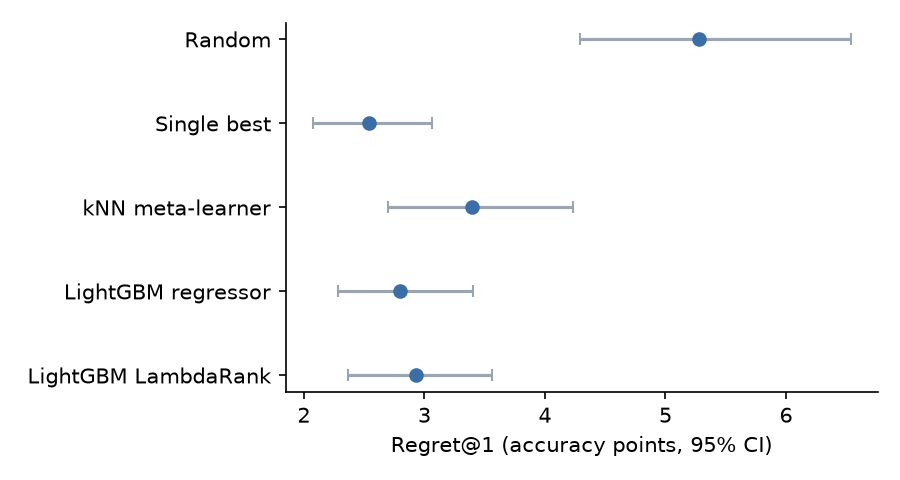 Random
Single best
kNN meta-learner
LightGBM regressor
LightGBM LambdaRank
2 3 4 5 6
Regret@1 (accuracy points, 95% CI)